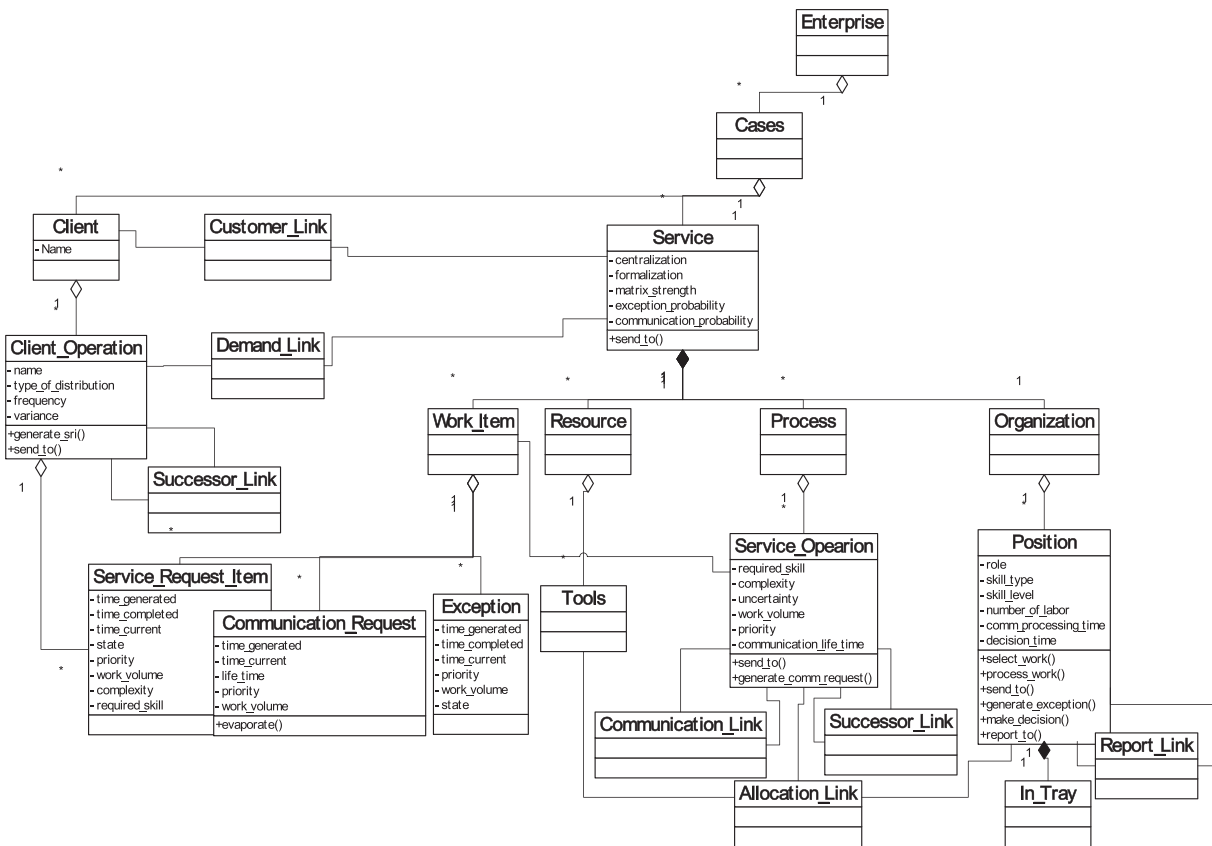 Enterprise
*
1
Cases
*
*
1
1
Client
- Name
Customer_Link
Service
- centralization
- formalization
- matrix_strength
- exception_probability
- communication_probability
+send_to()
1
*
Client_Operation
- name
- type_of_distribution
- frequency
- variance
+generate_sri()
+send_to()
Demand_Link
1
*
*
*
1
Work_Item
Resource
Process
Organization
1
Successor_Link
1
1
1
*
1
*
*
Service_Request_Item
- time_generated
- time_completed
- time_current
- state
- priority
- work_volume
- complexity
- required_skill
*
*
Communication_Request
- time_generated
- time_current
- life_time
- priority
- work_volume
+evaporate()
*
Exception
- time_generated
- time_completed
- time_current
- priority
- work_volume
- state
*
Tools
Service_Opearion
- required_skill
- complexity
- uncertainty
- work_volume
- priority
- communication_life_time
+send_to()
+generate_comm_request()
Position
- role
- skill_type
- skill_level
- number_of_labor
- comm_processing_time
- decision_time
+select_work()
+process_work()
+send_to()
+generate_exception()
+make_decision()
+report_to()
Communication_Link
Successor_Link
Report_Link
1
1
Allocation_Link
In_Tray